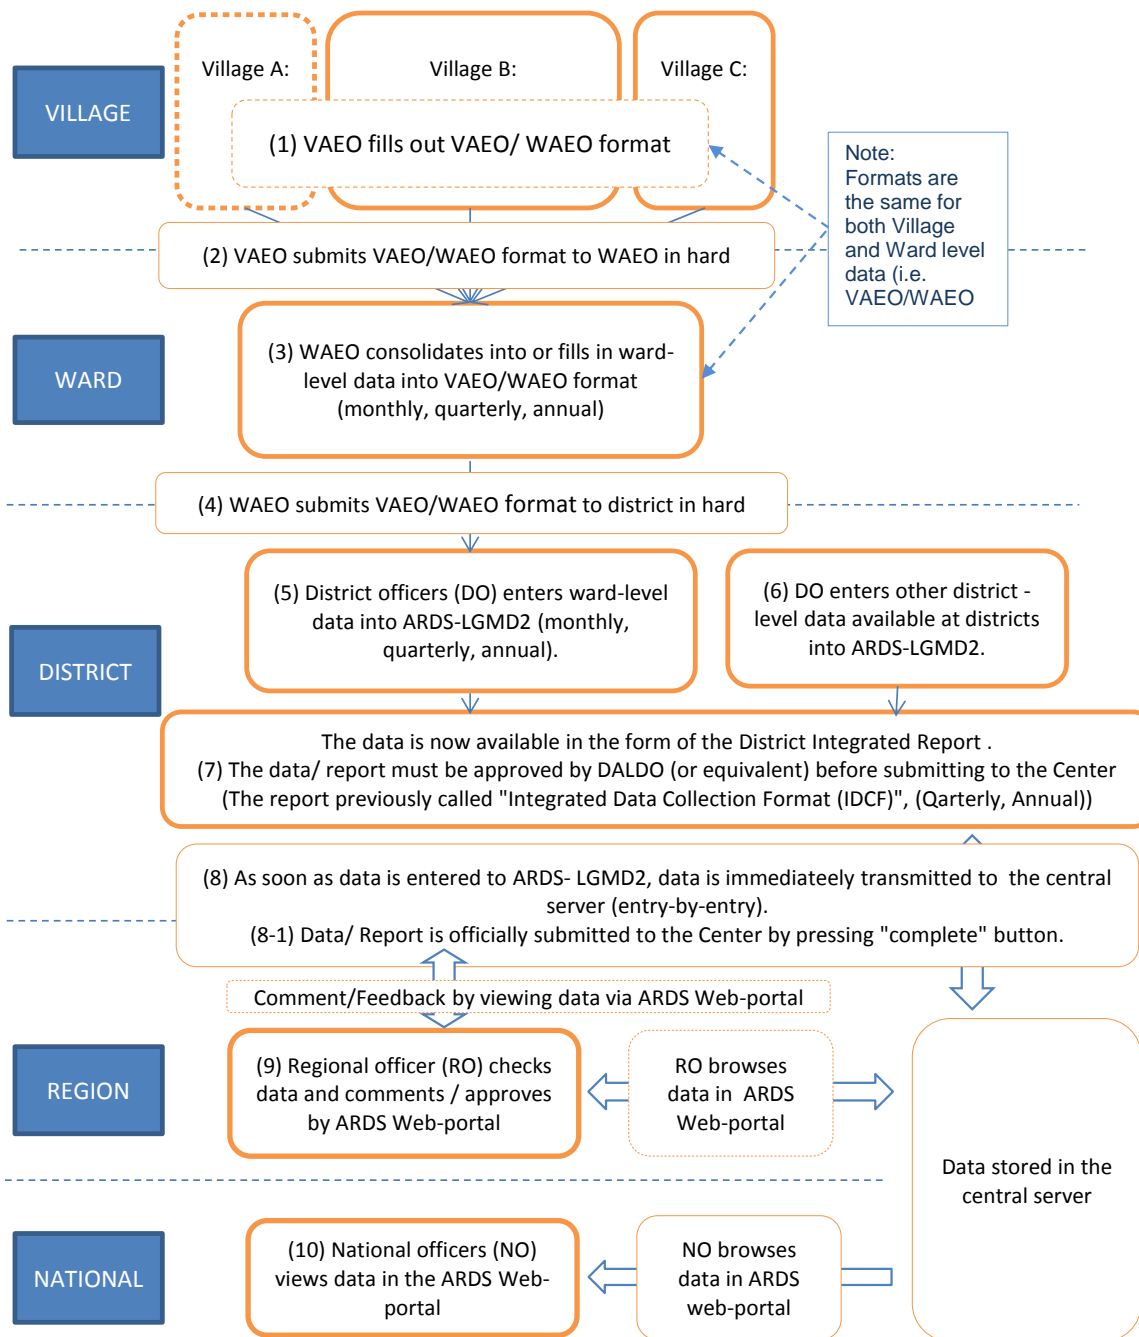 Village A:
Village B:
Village C:
VILLAGE
(1) VAEO fills out VAEO/ WAEO format
Note:
Formats are
the same for
both Village
and Ward level
data (i.e.
VAEO/WAEO
(2) VAEO submits VAEO/WAEO format to WAEO in hard
WARD
(3) WAEO consolidates into or fills in ward-
level data into VAEO/WAEO format
(monthly, quarterly, annual)
(4) WAEO submits VAEO/WAEO format to district in hard
DISTRICT
(5) District officers (DO) enters ward-level
data into ARDS-LGMD2 (monthly,
quarterly, annual).
(6) DO enters other district -
level data available at districts
into ARDS-LGMD2.
The data is now available in the form of the District Integrated Report .
(7) The data/ report must be approved by DALDO (or equivalent) before submitting to the Center
(The report previously called "Integrated Data Collection Format (IDCF)", (Qarterly, Annual))
(8) As soon as data is entered to ARDS- LGMD2, data is immediateely transmitted to the central
server (entry-by-entry).
(8-1) Data/ Report is officially submitted to the Center by pressing "complete" button.
Comment/Feedback by viewing data via ARDS Web-portal
REGION
(9) Regional officer (RO) checks
data and comments / approves
by ARDS Web-portal
RO browses
data in ARDS
Web-portal
Data stored in the
central server
NATIONAL
(10) National officers (NO)
views data in the ARDS Web-
portal
NO browses
data in ARDS
web-portal